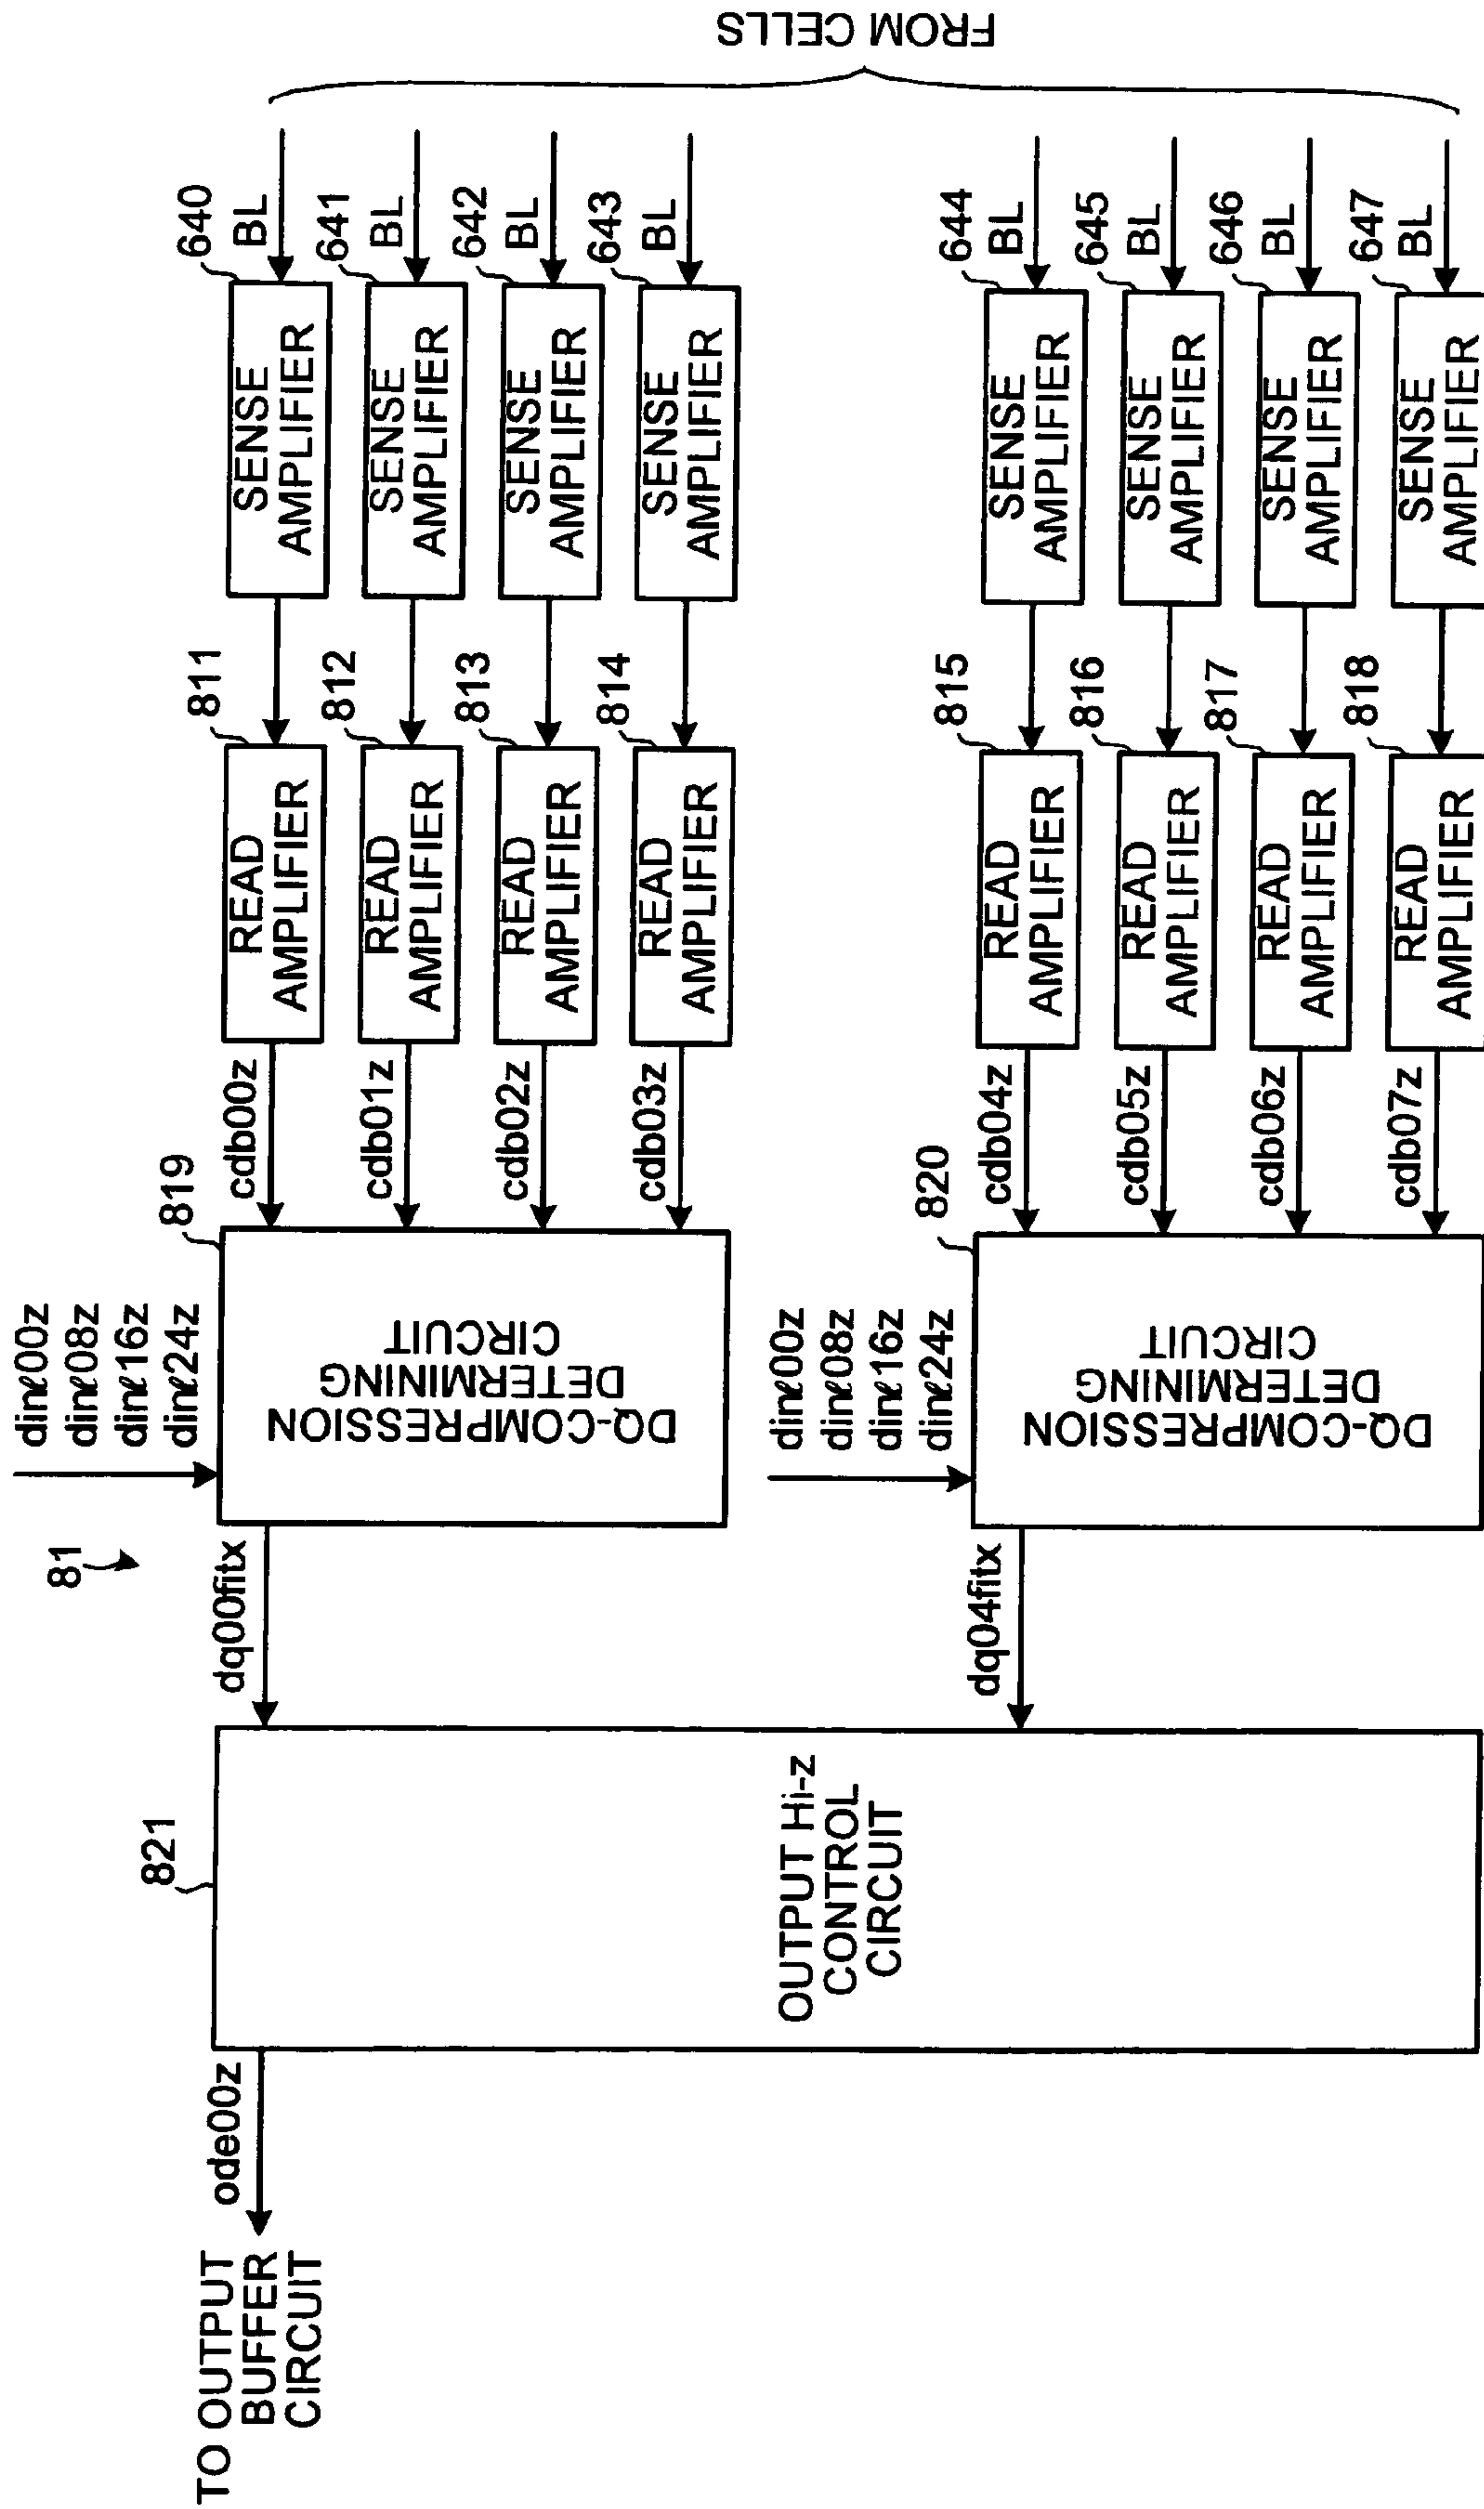 81
TO OUTPUT
BUFFER
CIRCUIT
ode00z
821
OUTPUT Hi-z
CONTROL
CIRCUIT
dq00fitx
dq04fitx
dinℓ00z
dinℓ08z
dinℓ16z
dinℓ24z
819
DQ-COMPRESSION
DETERMINING
CIRCUIT
cdb00z
cdb01z
cdb02z
cdb03z
811
READ
AMPLIFIER
812
READ
AMPLIFIER
813
READ
AMPLIFIER
814
READ
AMPLIFIER
640
BL
SENSE
AMPLIFIER
641
BL
SENSE
AMPLIFIER
642
BL
SENSE
AMPLIFIER
643
BL
SENSE
AMPLIFIER
dinℓ00z
dinℓ08z
dinℓ16z
dinℓ24z
820
DQ-COMPRESSION
DETERMINING
CIRCUIT
cdb04z
cdb05z
cdb06z
cdb07z
815
READ
AMPLIFIER
816
READ
AMPLIFIER
817
READ
AMPLIFIER
818
READ
AMPLIFIER
644
BL
SENSE
AMPLIFIER
645
BL
SENSE
AMPLIFIER
646
BL
SENSE
AMPLIFIER
647
BL
SENSE
AMPLIFIER
FROM CELLS